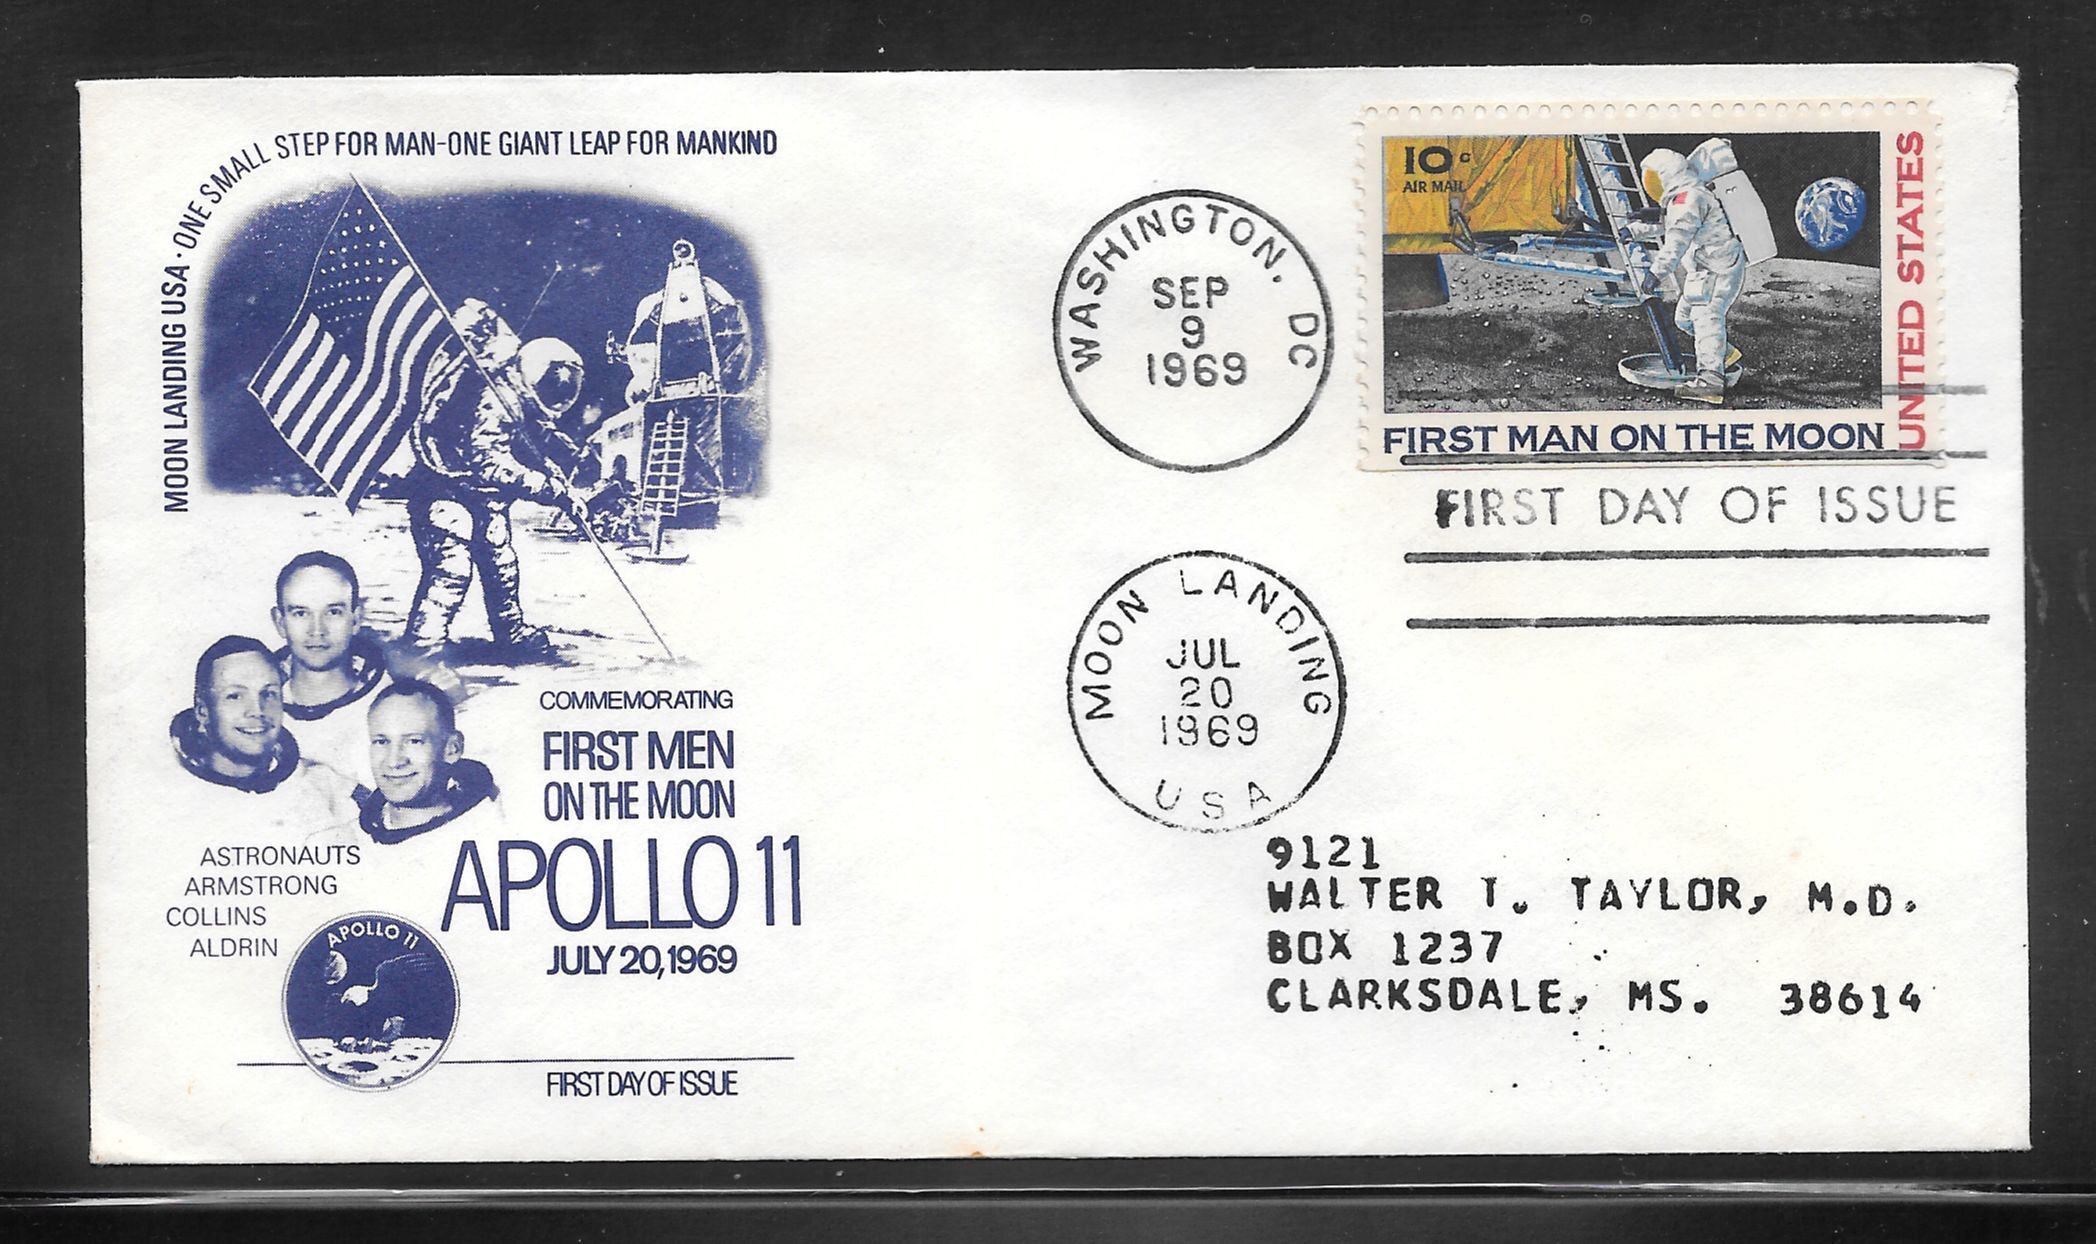 MOON LANDING USA · ONE SMALL STEP FOR MAN-ONE GIANT LEAP FOR MANKIND
COMMEMORATING
FIRST MEN
ON THE MOON
APOLLO 11
JULY 20, 1969
ASTRONAUTS
ARMSTRONG
COLLINS
ALDRIN
APOLLO 11
FIRST DAY OF ISSUE
WASHINGTON, DC
SEP
9
1969
10c
AIR MAIL
UNITED STATES
FIRST MAN ON THE MOON
FIRST DAY OF ISSUE
MOON LANDING
JUL
20
1969
USA
9121
WALTER T. TAYLOR, M.D.
BOX 1237
CLARKSDALE, MS. 38614